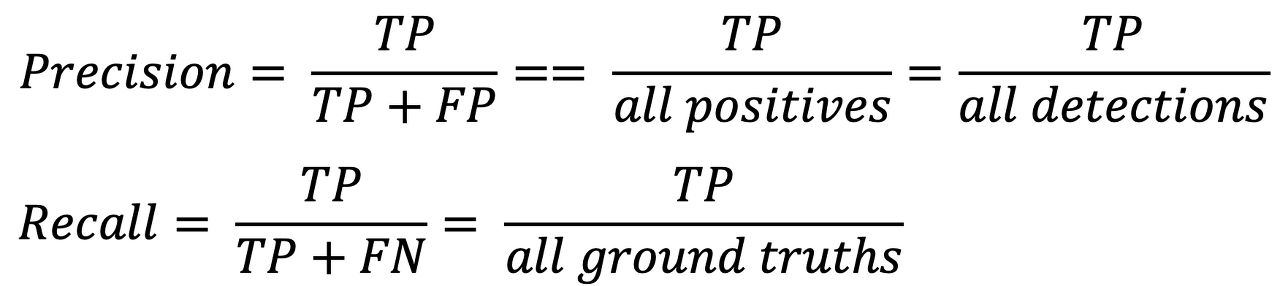 Precision = TP / TP + FP == TP / all positives = TP / all detections
Recall = TP / TP + FN = TP / all ground truths